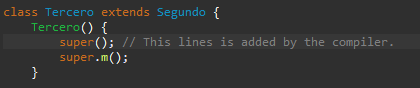 class Tercero extends Segundo {
    Tercero() {
        super(); // This lines is added by the compiler.
        super.m();
    }